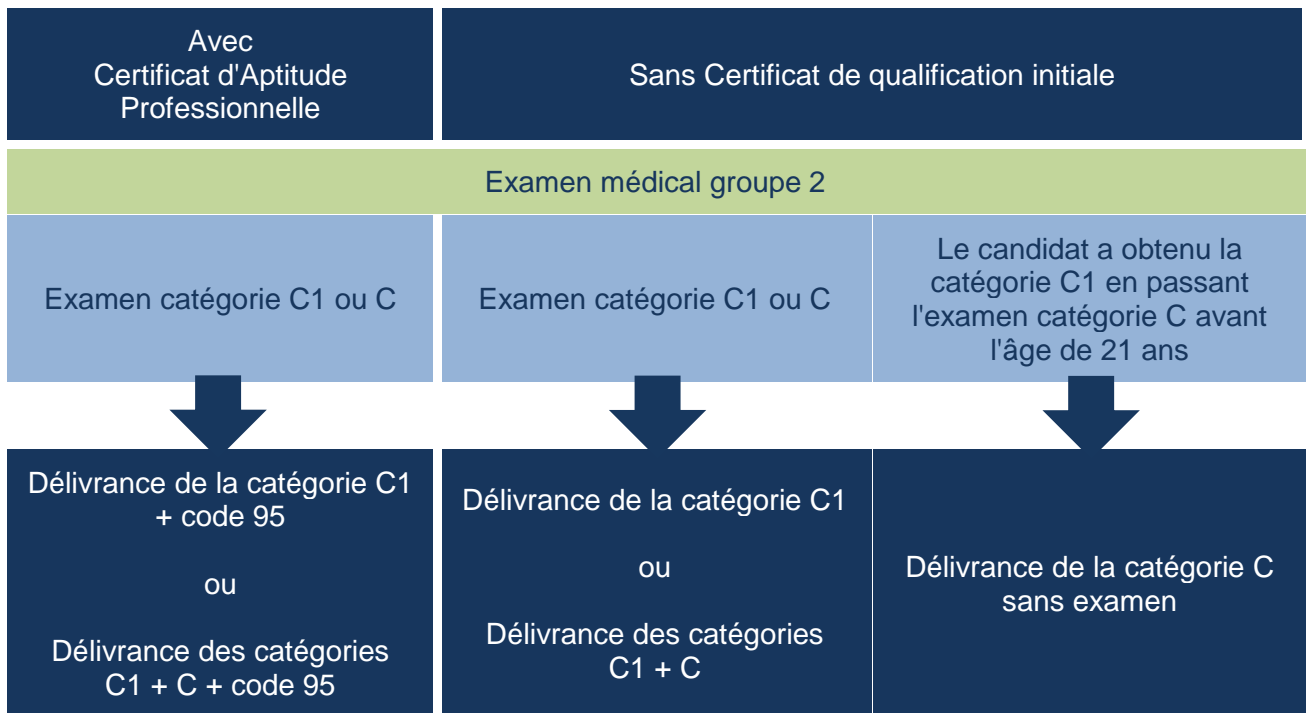 Avec
Certificat d'Aptitude
Professionnelle
Sans Certificat de qualification initiale
Examen médical groupe 2
Examen catégorie C1 ou C
Examen catégorie C1 ou C
Le candidat a obtenu la
catégorie C1 en passant
l'examen catégorie C avant
l'âge de 21 ans
Délivrance de la catégorie C1
+ code 95
ou
Délivrance des catégories
C1 + C + code 95
Délivrance de la catégorie C1
ou
Délivrance des catégories
C1 + C
Délivrance de la catégorie C
sans examen